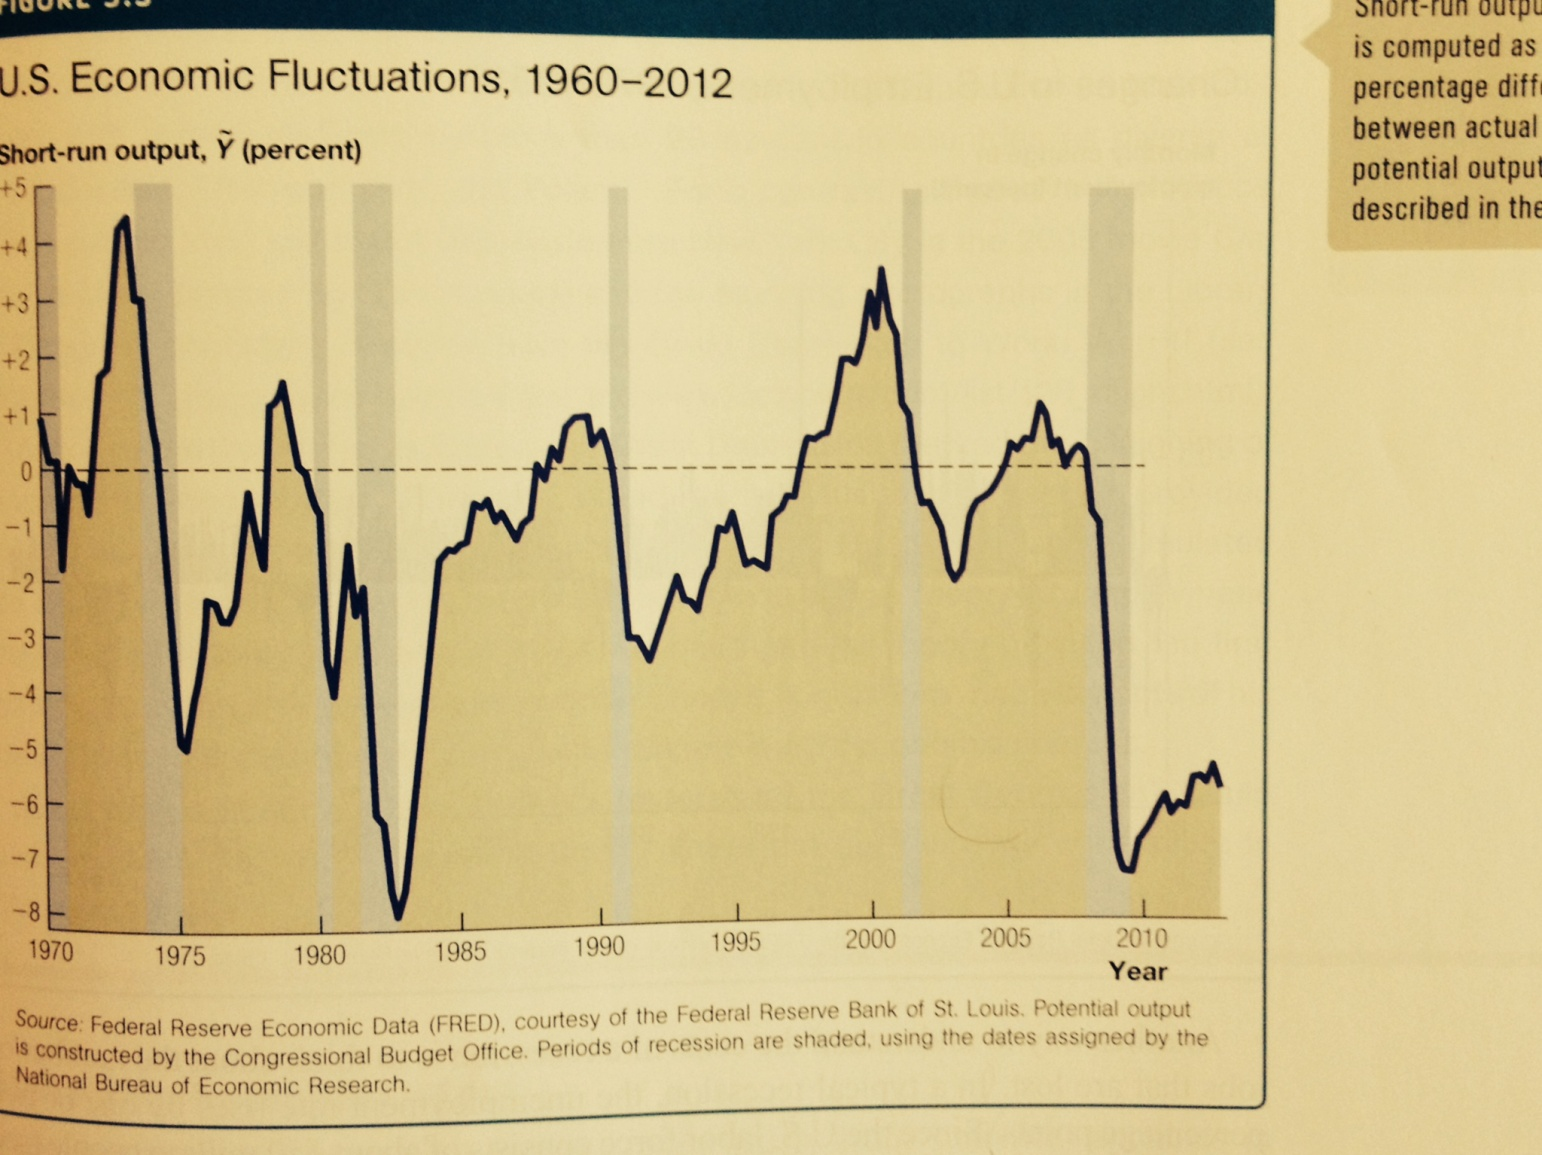 FIGURE
U.S. Economic Fluctuations, 1960–2012
Short-run output, Ỹ (percent)
+5
+4
+3
+2
+1
0
−1
−2
−3
−4
−5
−6
−7
−8
1970 1975 1980 1985 1990 1995 2000 2005 2010
Year
Source: Federal Reserve Economic Data (FRED), courtesy of the Federal Reserve Bank of St. Louis. Potential output
is constructed by the Congressional Budget Office. Periods of recession are shaded, using the dates assigned by the
National Bureau of Economic Research.
Short-run
is computed as
percentage
between actual
potential output
described in the